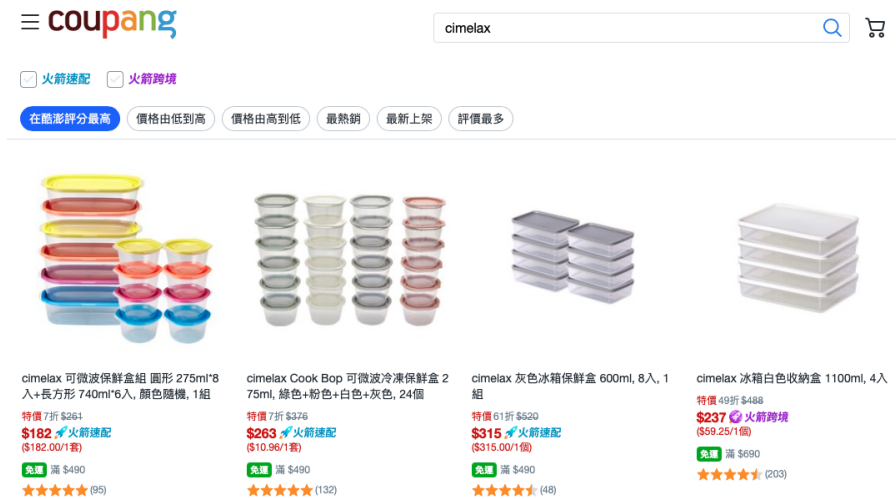 coupang
cimelax
火箭速配
火箭跨境
在酷澎評分最高
價格由低到高
價格由高到低
最熱銷
最新上架
評價最多
cimelax 可微波保鮮盒組 圓形 275ml*8
入+長方形 740ml*6入, 顏色隨機, 1組
特價 7折 $261
$182 火箭速配
($182.00/1套)
免運 滿 $490
(95)
cimelax Cook Bop 可微波冷凍保鮮盒 2
75ml, 綠色+粉色+白色+灰色, 24個
特價 7折 $376
$263 火箭速配
($10.96/1套)
免運 滿 $490
(132)
cimelax 灰色冰箱保鮮盒 600ml, 8入, 1
組
特價 61折 $520
$315 火箭速配
($315.00/1個)
免運 滿 $490
(48)
cimelax 冰箱白色收納盒 1100ml, 4入
特價 49折 $488
$237 火箭跨境
($59.25/1個)
免運 滿 $690
(203)